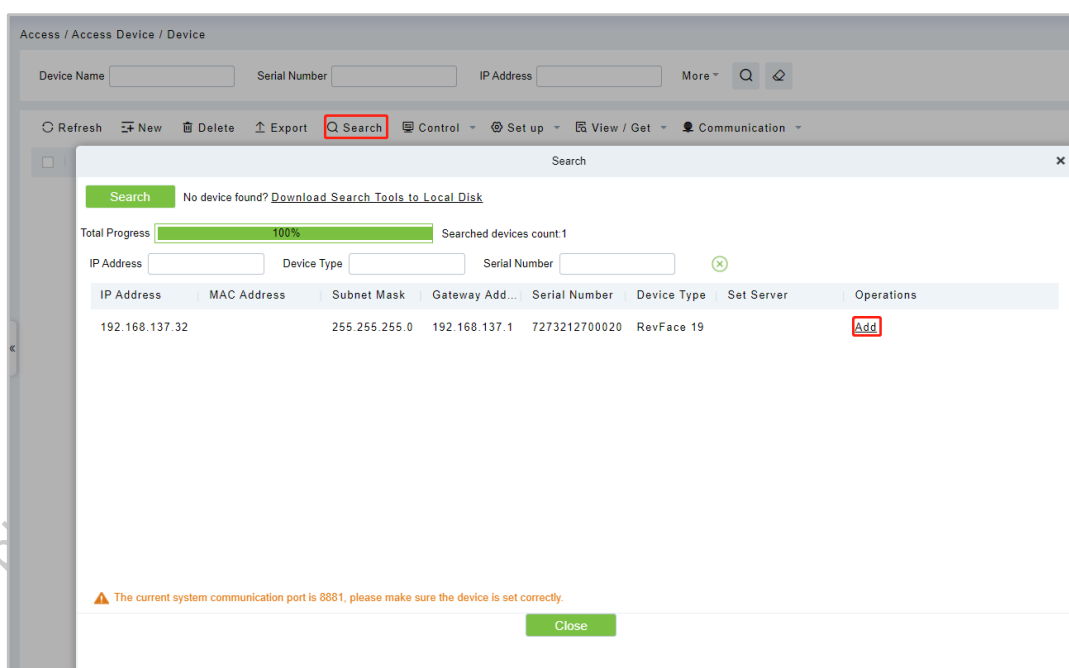 Access / Access Device / Device
Device Name Serial Number IP Address More
Refresh New Delete Export Search Control Set up View / Get Communication
Search
Search No device found? Download Search Tools to Local Disk
Total Progress 100% Searched devices count:1
IP Address Device Type Serial Number
IP Address MAC Address Subnet Mask Gateway Add... Serial Number Device Type Set Server Operations
192.168.137.32 255.255.255.0 192.168.137.1 7273212700020 RevFace 19 Add
The current system communication port is 8881, please make sure the device is set correctly.
Close